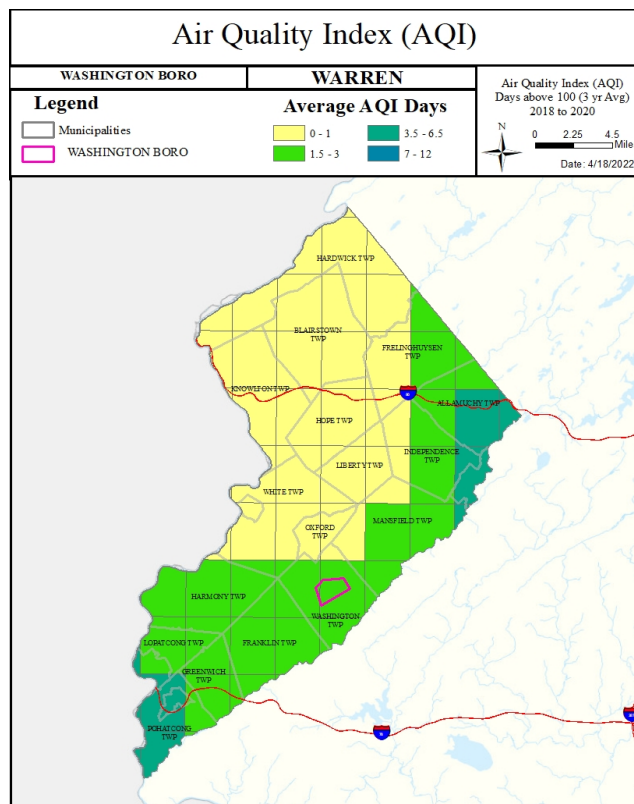 Air Quality Index (AQI)
WASHINGTON BORO
WARREN
Legend
Municipalities
WASHINGTON BORO
Average AQI Days
0 - 1
3.5 - 6.5
1.5 - 3
7 - 12
Air Quality Index (AQI)
Days above 100 (3 yr Avg)
2018 to 2020
N
0 2.25 4.5
Mile
Date: 4/18/2022
HARDWICK TWP
BLAIRSTOWN
TWP
FRELINGHUYSEN
TWP
KNOWLTON TWP
ALLAMUCHY TWP
HOPE TWP
INDEPENDENCE
TWP
LIBERTY TWP
WHITE TWP
MANSFIELD TWP
OXFORD
TWP
HARMONY TWP
WASHINGTON
TWP
LOPATCONG TWP
FRANKLIN TWP
GREENWICH
TWP
POHATCONG
TWP